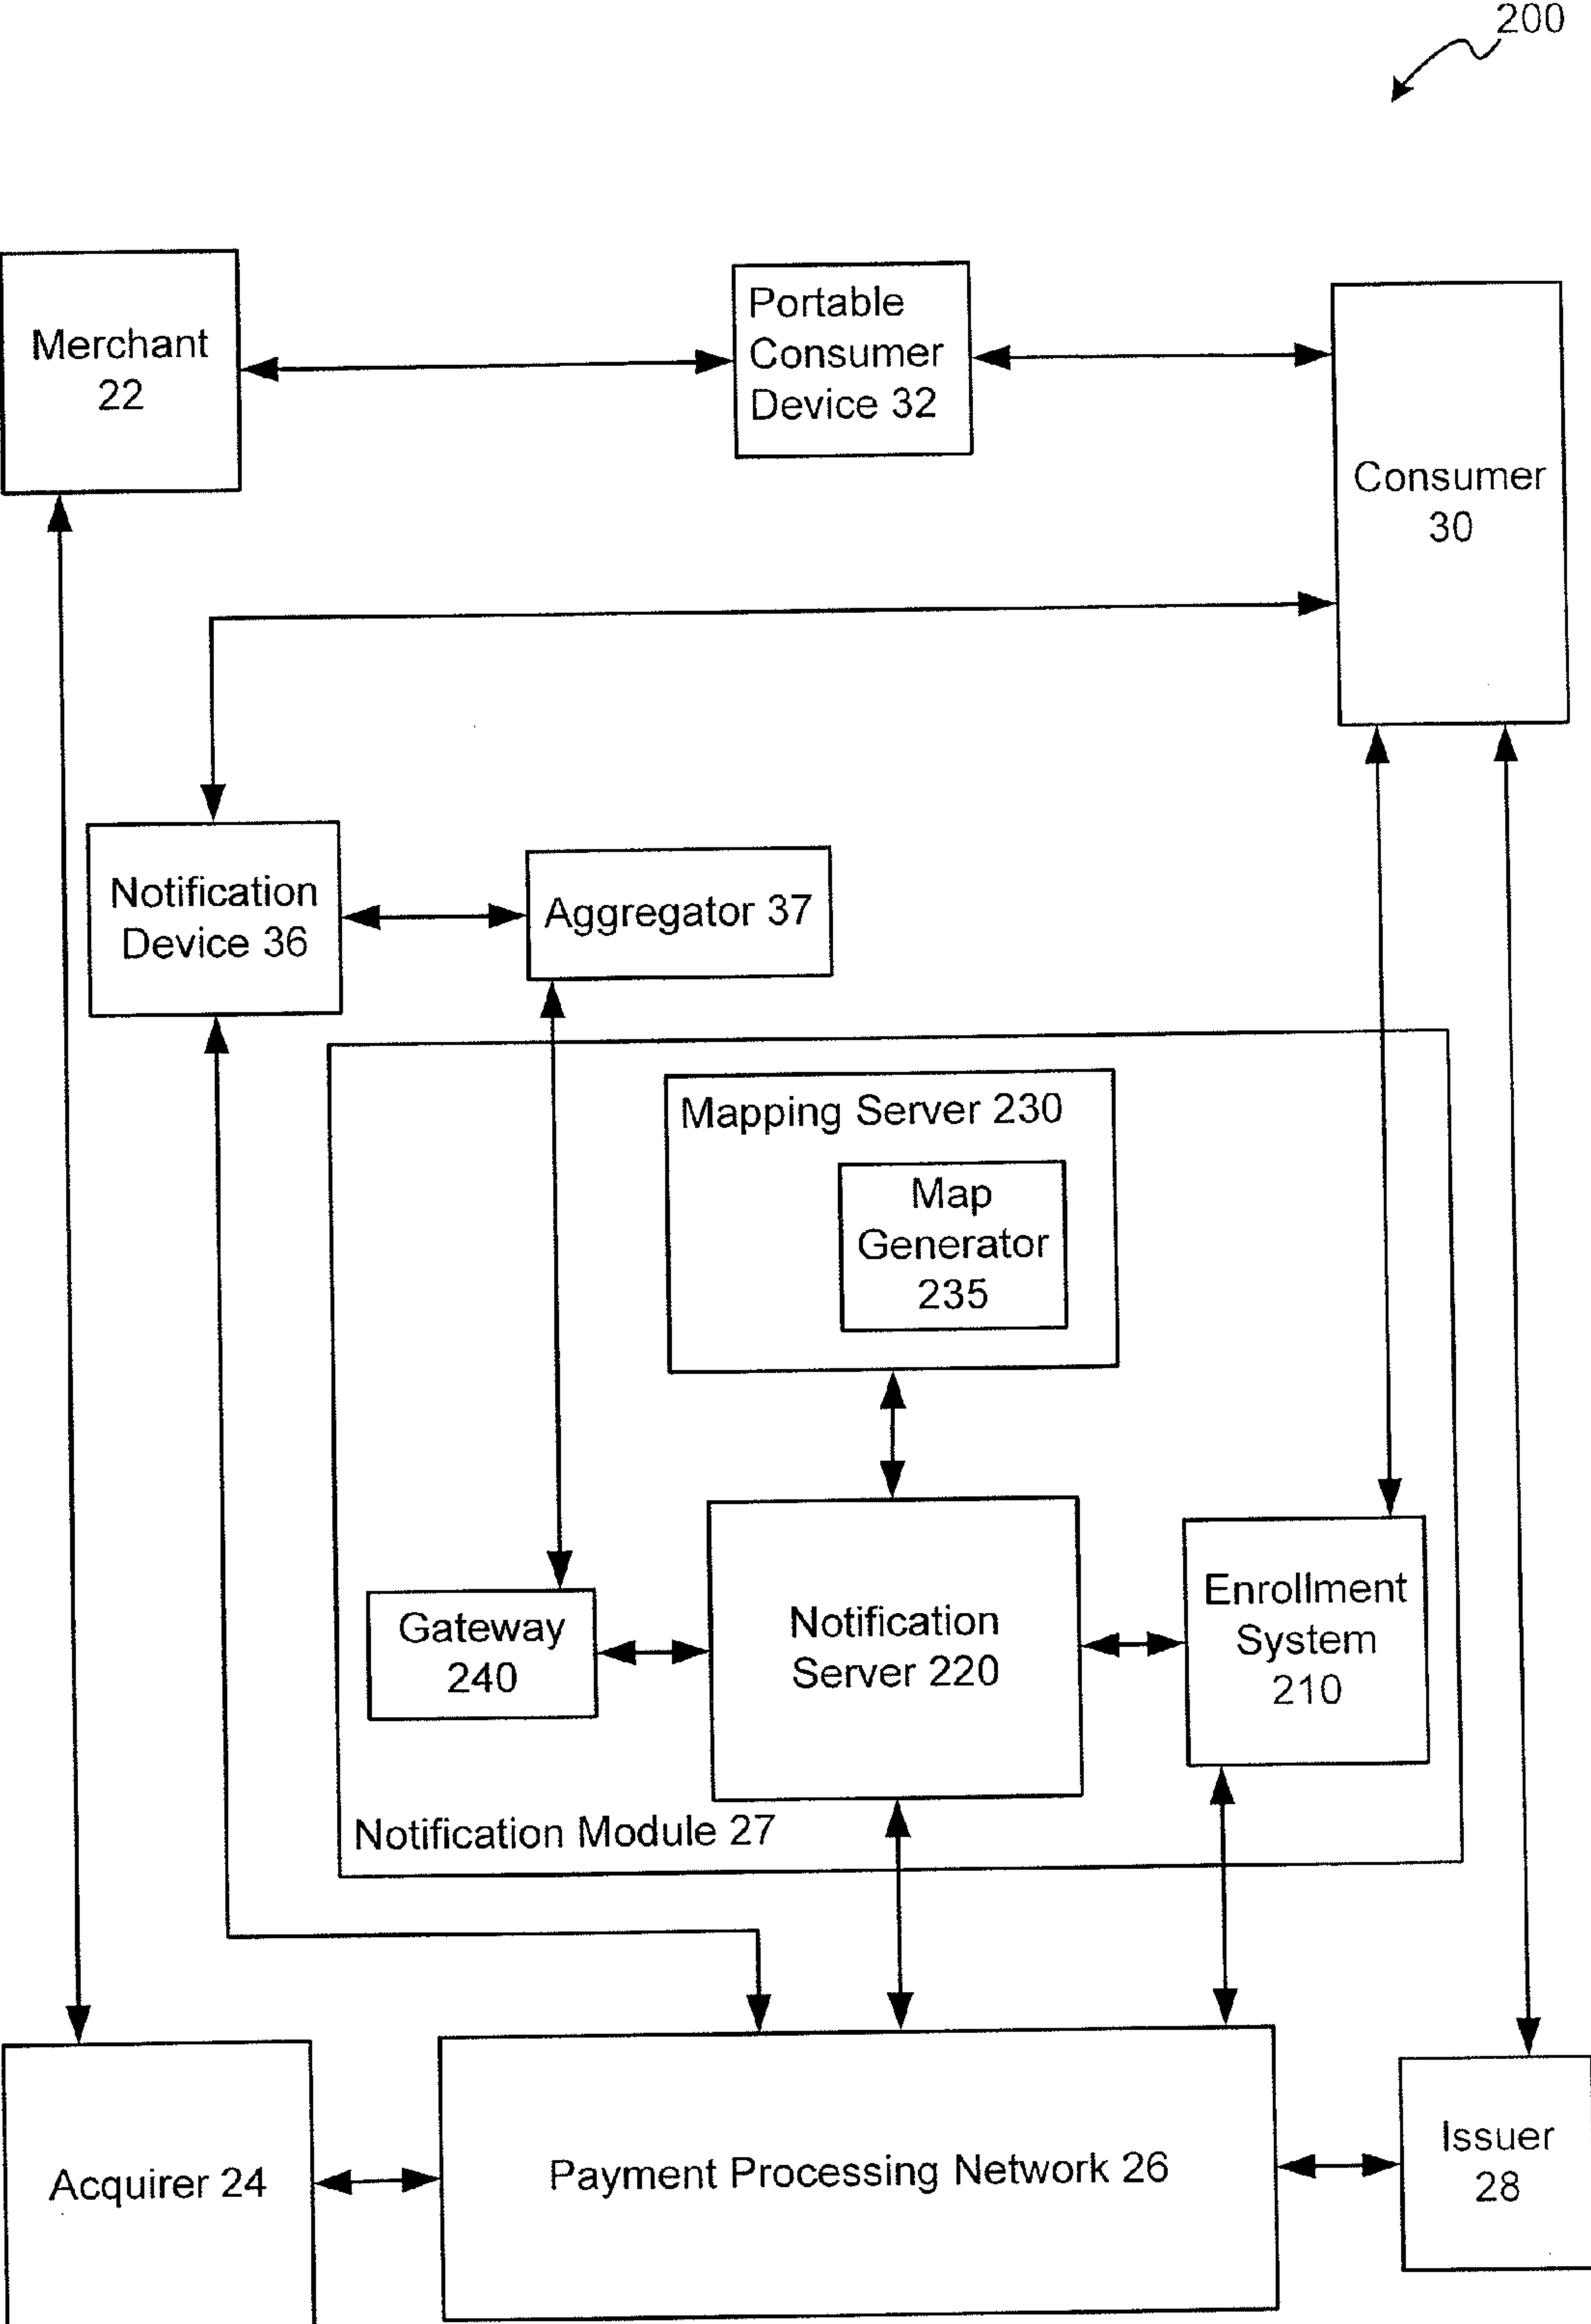 200
Merchant
22
Portable
Consumer
Device 32
Consumer
30
Notification
Device 36
Aggregator 37
Mapping Server 230
Map
Generator
235
Gateway
240
Notification
Server 220
Enrollment
System
210
Notification Module 27
Acquirer 24
Payment Processing Network 26
Issuer
28